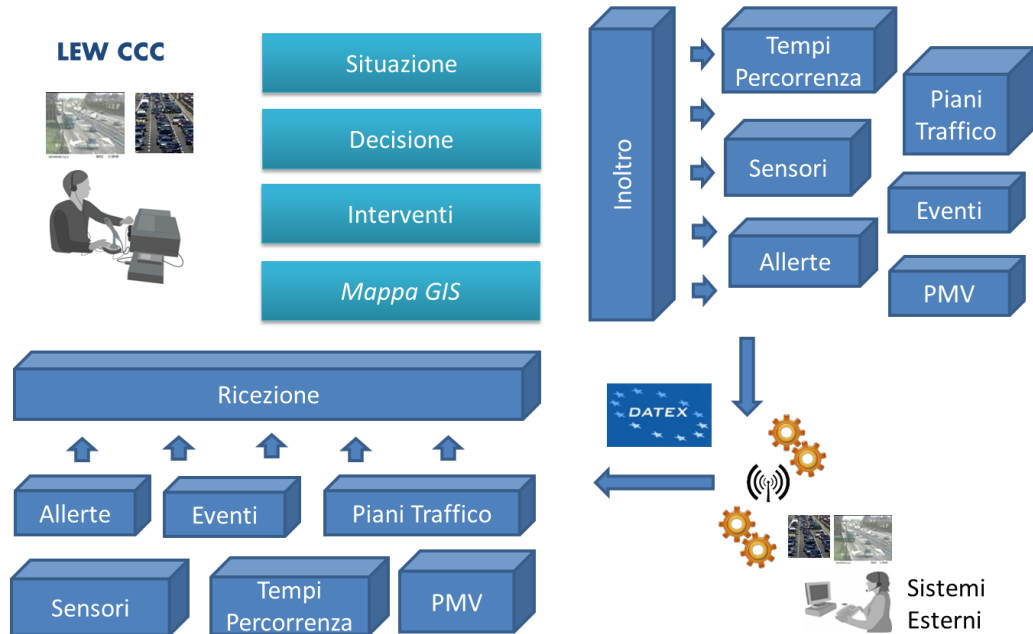 LEW CCC
Situazione
Decisione
Interventi
Mappa GIS
Inoltro
Tempi
Percorrenza
Piani
Traffico
Sensori
Eventi
Allerte
PMV
Ricezione
DATEX
Allerte
Eventi
Piani Traffico
Sensori
Tempi
Percorrenza
PMV
Sistemi
Esterni